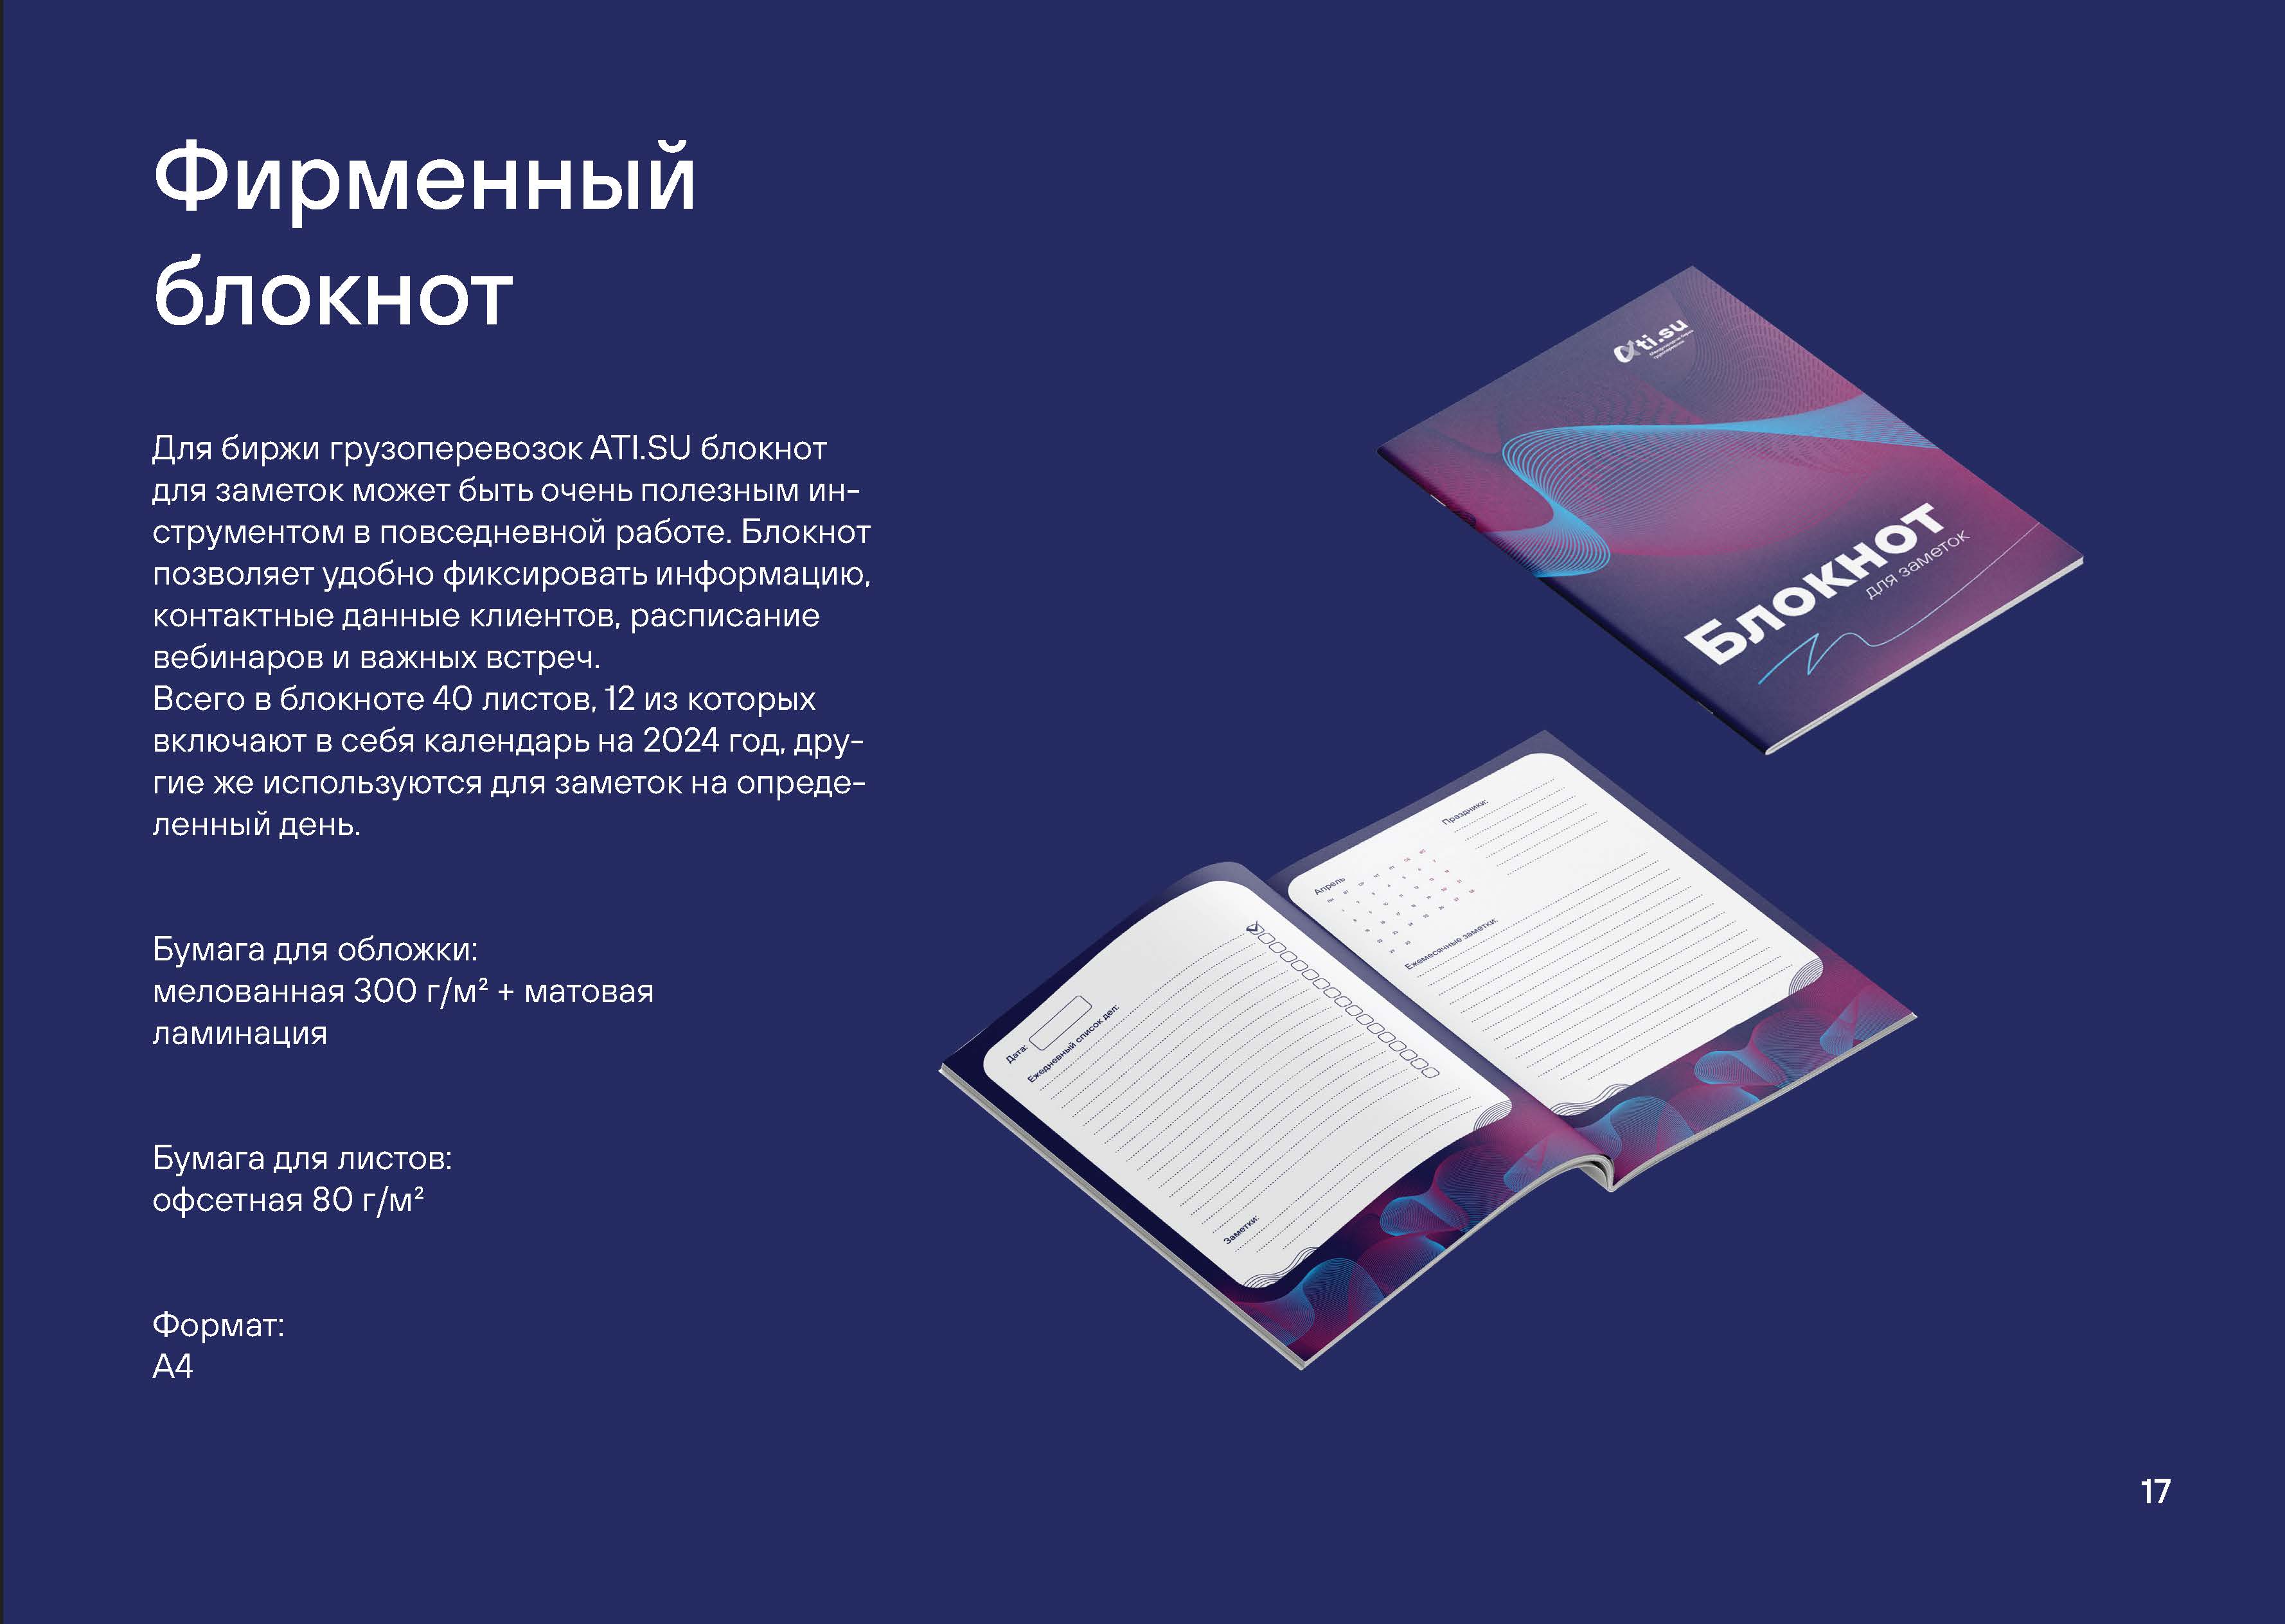 Фирменный
блокнот
Для биржи грузоперевозок ATI.SU блокнот
для заметок может быть очень полезным ин-
струментом в повседневной работе. Блокнот
позволяет удобно фиксировать информацию,
контактные данные клиентов, расписание
вебинаров и важных встреч.
Всего в блокноте 40 листов, 12 из которых
включают в себя календарь на 2024 год, дру-
гие же используются для заметок на опреде-
ленный день.
Бумага для обложки:
мелованная 300 г/м² + матовая
ламинация
Бумага для листов:
офсетная 80 г/м²
Формат:
А4
ati.su
Блокнот
для заметок
Праздники:
Апрель
Ежемесячные заметки:
Дата:
Ежедневный список дел:
Заметки:
17